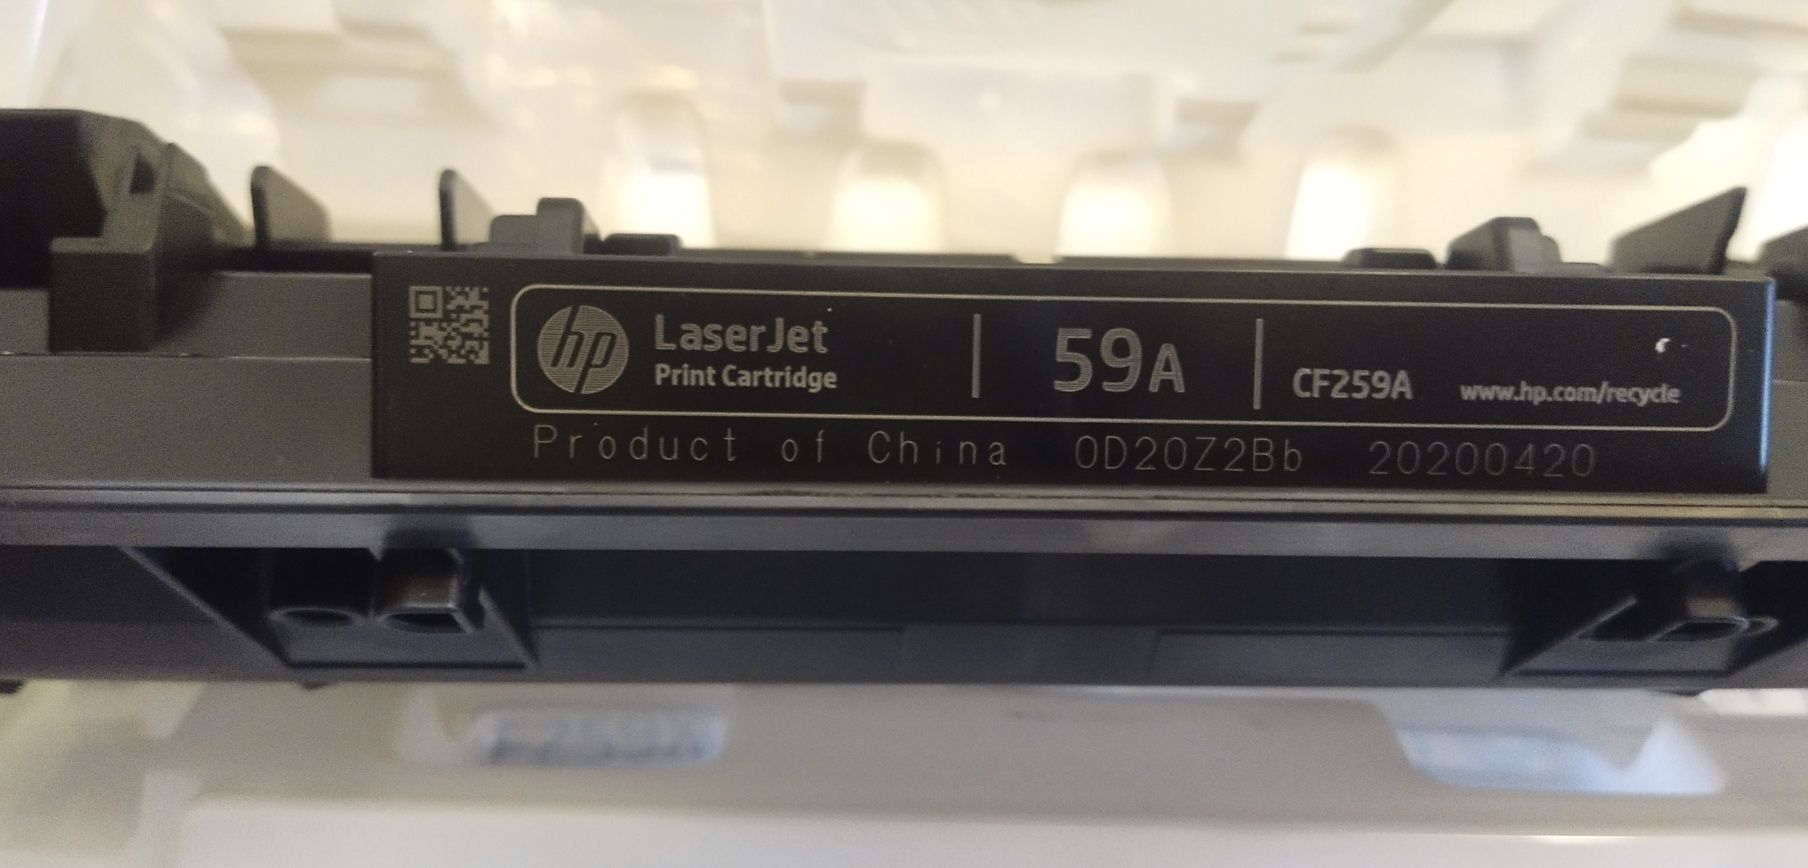 hp LaserJet
Print Cartridge
59A
CF259A www.hp.com/recycle
Product of China 0D20Z2Bb 20200420